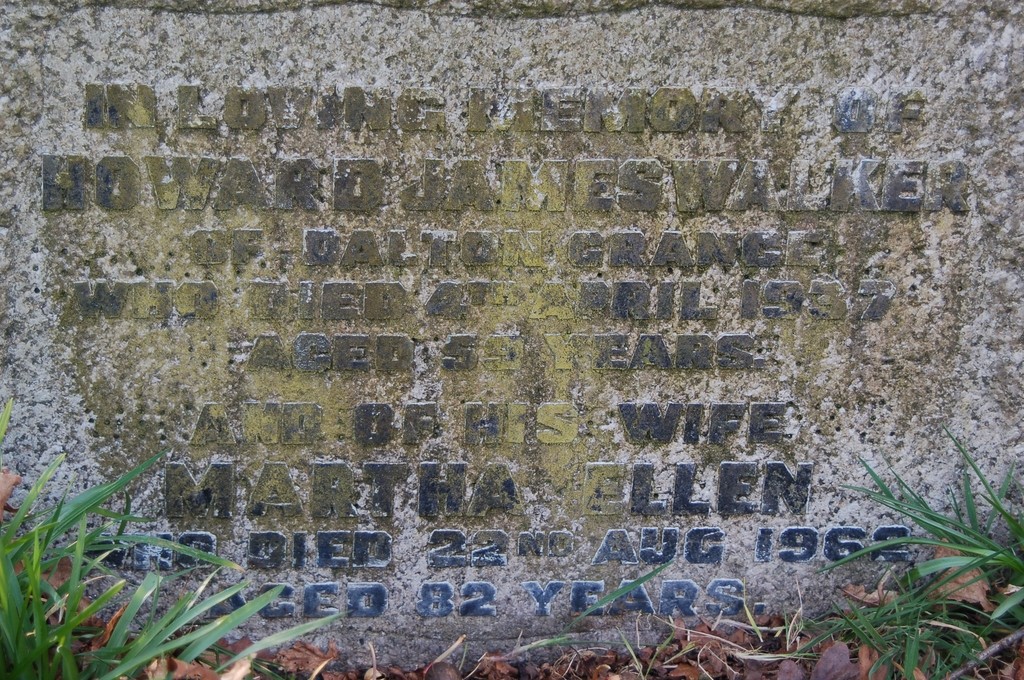 IN LOVING MEMORY OF
HOWARD JAMES WALKER
OF DALTON GRANGE
WHO DIED 4TH APRIL 1937
AGED 59 YEARS.
AND OF HIS WIFE
MARTHA ELLEN
WHO DIED 22ND AUG 1962
AGED 82 YEARS.